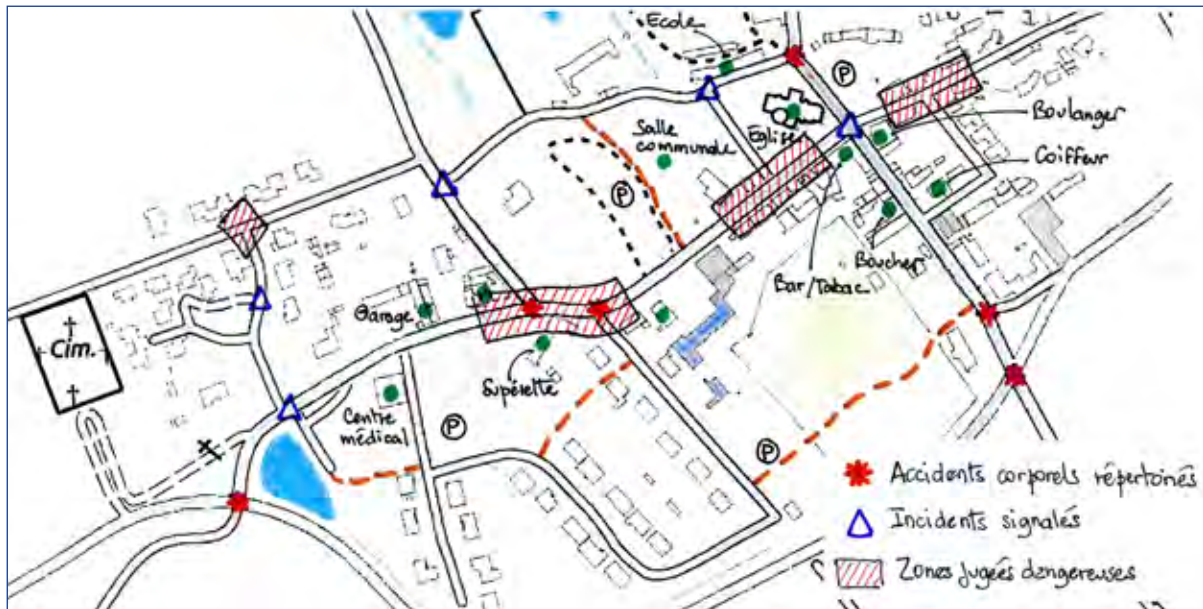 Ecole
P
Salle
communale
Eglise
Boulanger
Coiffeur
P
Boucher
Bar/Tabac
Garage
Cim.
Supérette
Centre
médical
P
P
Accidents corporels répertoriés
Incidents signalés
Zones jugées dangereuses